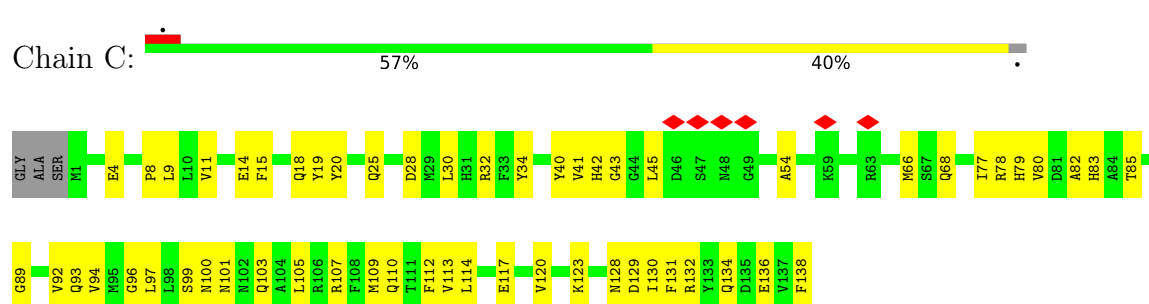 Chain C:
57%
40%
GLY ALA SER M1 E4 P8 L9 L10 V11 E14 F15 Q18 Y19 Y20 Q25 D28 M29 L30 H31 R32 F33 Y34 Y40 V41 H42 G43 G44 L45 D46 S47 N48 G49 A54 K59 R63 M66 S67 Q68 I77 R78 H79 V80 D81 A82 H83 A84 T85
G89 V92 Q93 V94 M95 G96 L97 L98 S99 N100 N101 N102 Q103 A104 L105 R106 R107 F108 M109 Q110 T111 F112 V113 L114 E117 V120 K123 N128 D129 I130 F131 R132 Y133 Q134 D135 E136 V137 F138